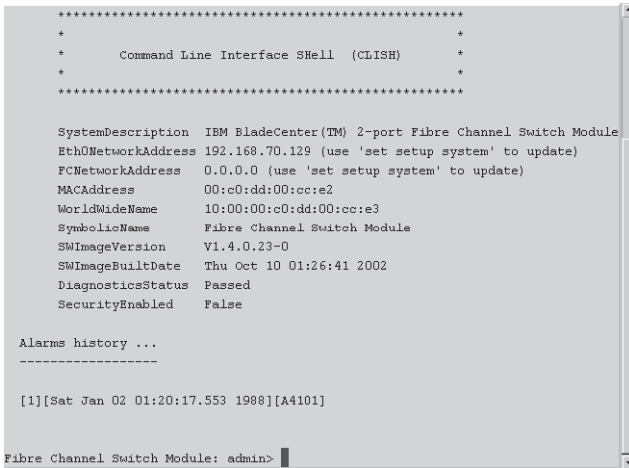 *****************************************************
* *
* Command Line Interface SHell (CLISH) *
* *
*****************************************************
SystemDescription IBM BladeCenter(TM) 2-port Fibre Channel Switch Module
Eth0NetworkAddress 192.168.70.129 (use 'set setup system' to update)
FCNetworkAddress 0.0.0.0 (use 'set setup system' to update)
MACAddress 00:c0:dd:00:cc:e2
WorldWideName 10:00:00:c0:dd:00:cc:e3
SymbolicName Fibre Channel Switch Module
SWImageVersion V1.4.0.23-0
SWImageBuiltDate Thu Oct 10 01:26:41 2002
DiagnosticsStatus Passed
SecurityEnabled False
Alarms history ...
------------------
[1][Sat Jan 02 01:20:17.553 1988][A4101]
Fibre Channel Switch Module: admin>